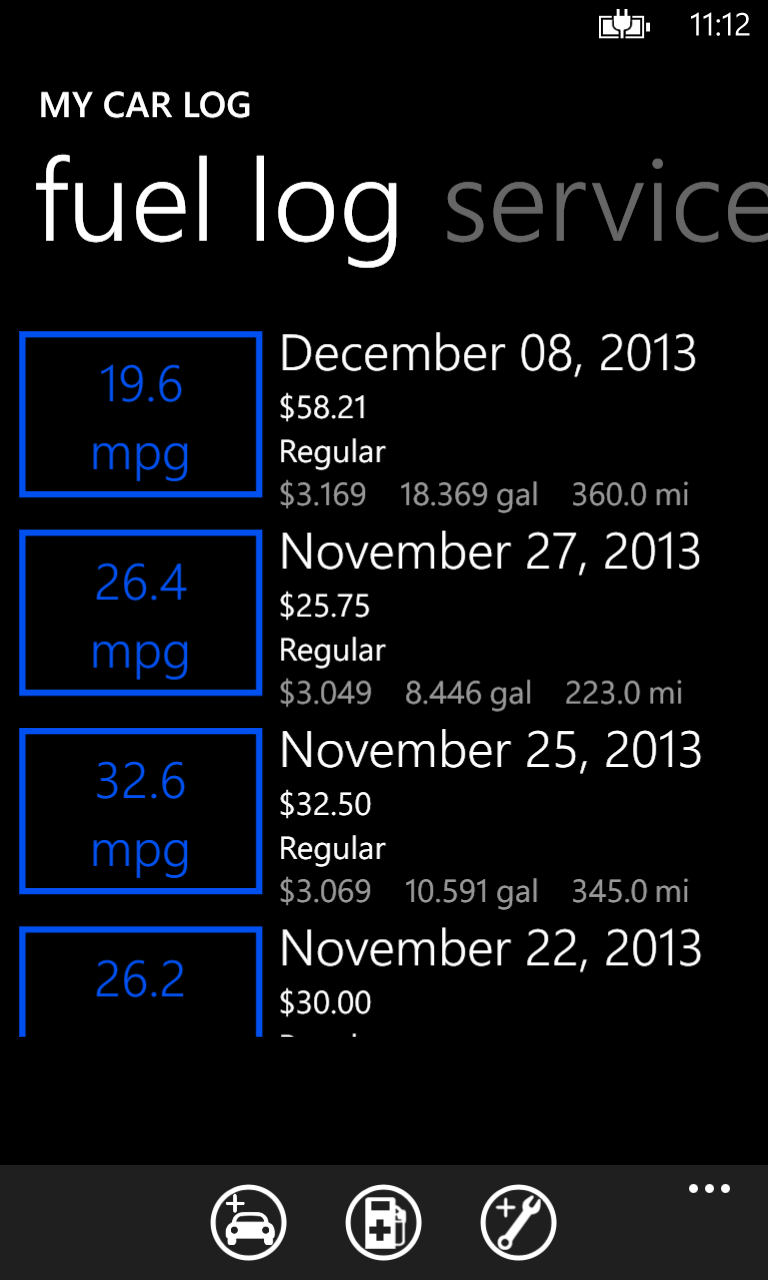 11:12
MY CAR LOG
fuel log service
19.6
mpg
December 08, 2013
$58.21
Regular
$3.169 18.369 gal 360.0 mi
26.4
mpg
November 27, 2013
$25.75
Regular
$3.049 8.446 gal 223.0 mi
32.6
mpg
November 25, 2013
$32.50
Regular
$3.069 10.591 gal 345.0 mi
26.2
November 22, 2013
$30.00